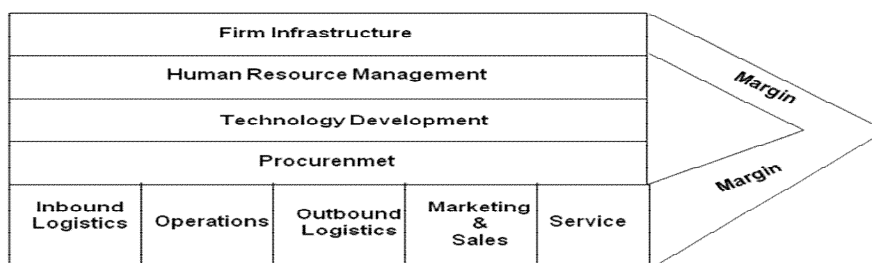 Firm Infrastructure
Human Resource Management
Technology Development
Procurenmet
Inbound
Logistics
Operations
Outbound
Logistics
Marketing
&
Sales
Service
Margin
Margin